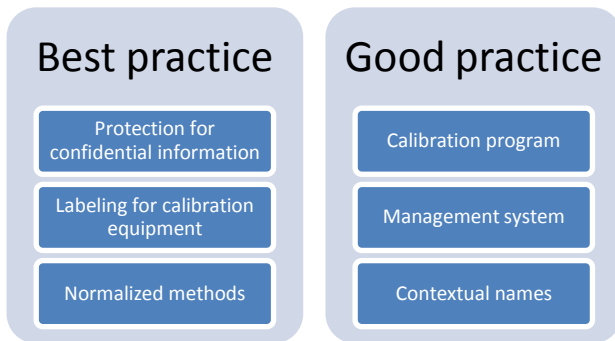 Best practice
Protection for
confidential information
Labeling for calibration
equipment
Normalized methods
Good practice
Calibration program
Management system
Contextual names